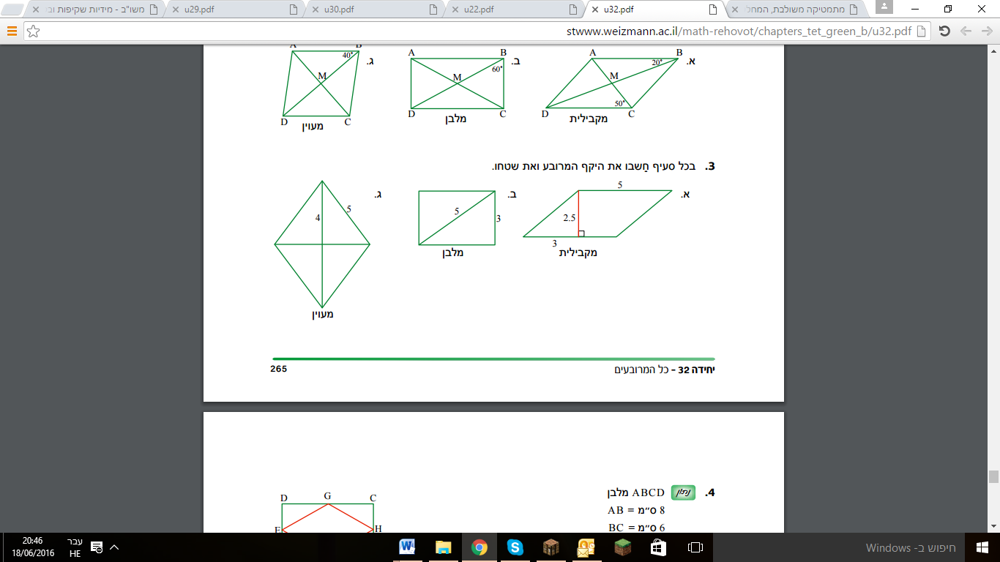 משו"ב - מידיות שקיפות ובי
u29.pdf
u30.pdf
u22.pdf
u32.pdf
מתמטיקה משולבת, המחל
stwww.weizmann.ac.il/math-rehovot/chapters_tet_green_b/u32.pdf
א.
A B 20° M D 50° C
מקבילית
ב.
A B 60° M D C
מלבן
ג.
A B 40° M D C
מעוין
3. בכל סעיף חַשבו את היקף המרובע ואת שטחו.
א.
5
2.5
3
מקבילית
ב.
5
3
מלבן
ג.
4
5
מעוין
יחידה 32 - כל המרובעים
265
4. נתון ABCD מלבן
AB = 8 ס״מ
BC = 6 ס״מ
D G C
E H
20:46
18/06/2016
עבר
HE
חיפוש ב- Windows